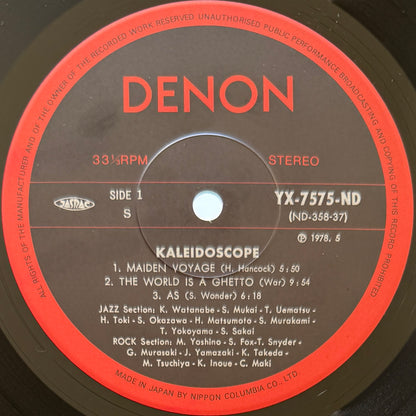 ALL RIGHTS OF THE MANUFACTURER AND OF THE OWNER OF THE RECORDED WORK RESERVED UNAUTHORISED PUBLIC PERFORMANCE BROADCASTING AND COPYING OF THIS RECORD PROHIBITED
DENON
33⅓RPM STEREO
JASRAC
SIDE 1
S
YX-7575-ND
(ND-358-37)
Ⓟ 1978. 5
KALEIDOSCOPE
1. MAIDEN VOYAGE (H. Hancock) 5:50
2. THE WORLD IS A GHETTO (War) 9:54
3. AS (S. Wonder) 6:18
JAZZ Section: K. Watanabe · S. Mukai · T. Uematsu
H. Toki · S. Okazawa · H. Matsumoto · S. Murakami
T. Yokoyama · S. Sakai
ROCK Section: M. Yoshino · S. Fox · T. Snyder
G. Murasaki · J. Yamazaki · K. Takeda
M. Tsuchiya · K. Inoue · C. Maki
MADE IN JAPAN BY NIPPON COLUMBIA CO., LTD.